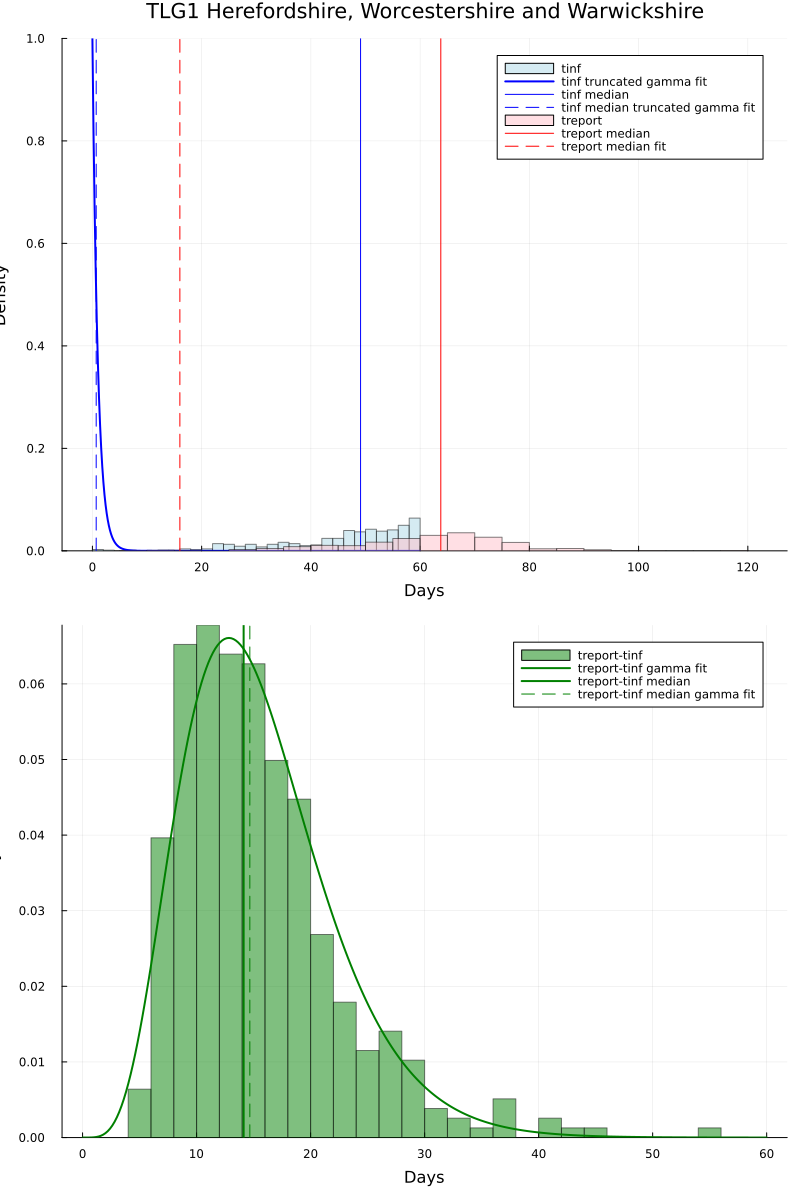 TLG1 Herefordshire, Worcestershire and Warwickshire
1.0
0.8
0.6
0.4
0.2
0.0
Density
tinf
tinf truncated gamma fit
tinf median
tinf median truncated gamma fit
treport
treport median
treport median fit
0 20 40 60 80 100 120
Days
0.06
0.05
0.04
0.03
0.02
0.01
0.00
treport-tinf
treport-tinf gamma fit
treport-tinf median
treport-tinf median gamma fit
0 10 20 30 40 50 60
Days